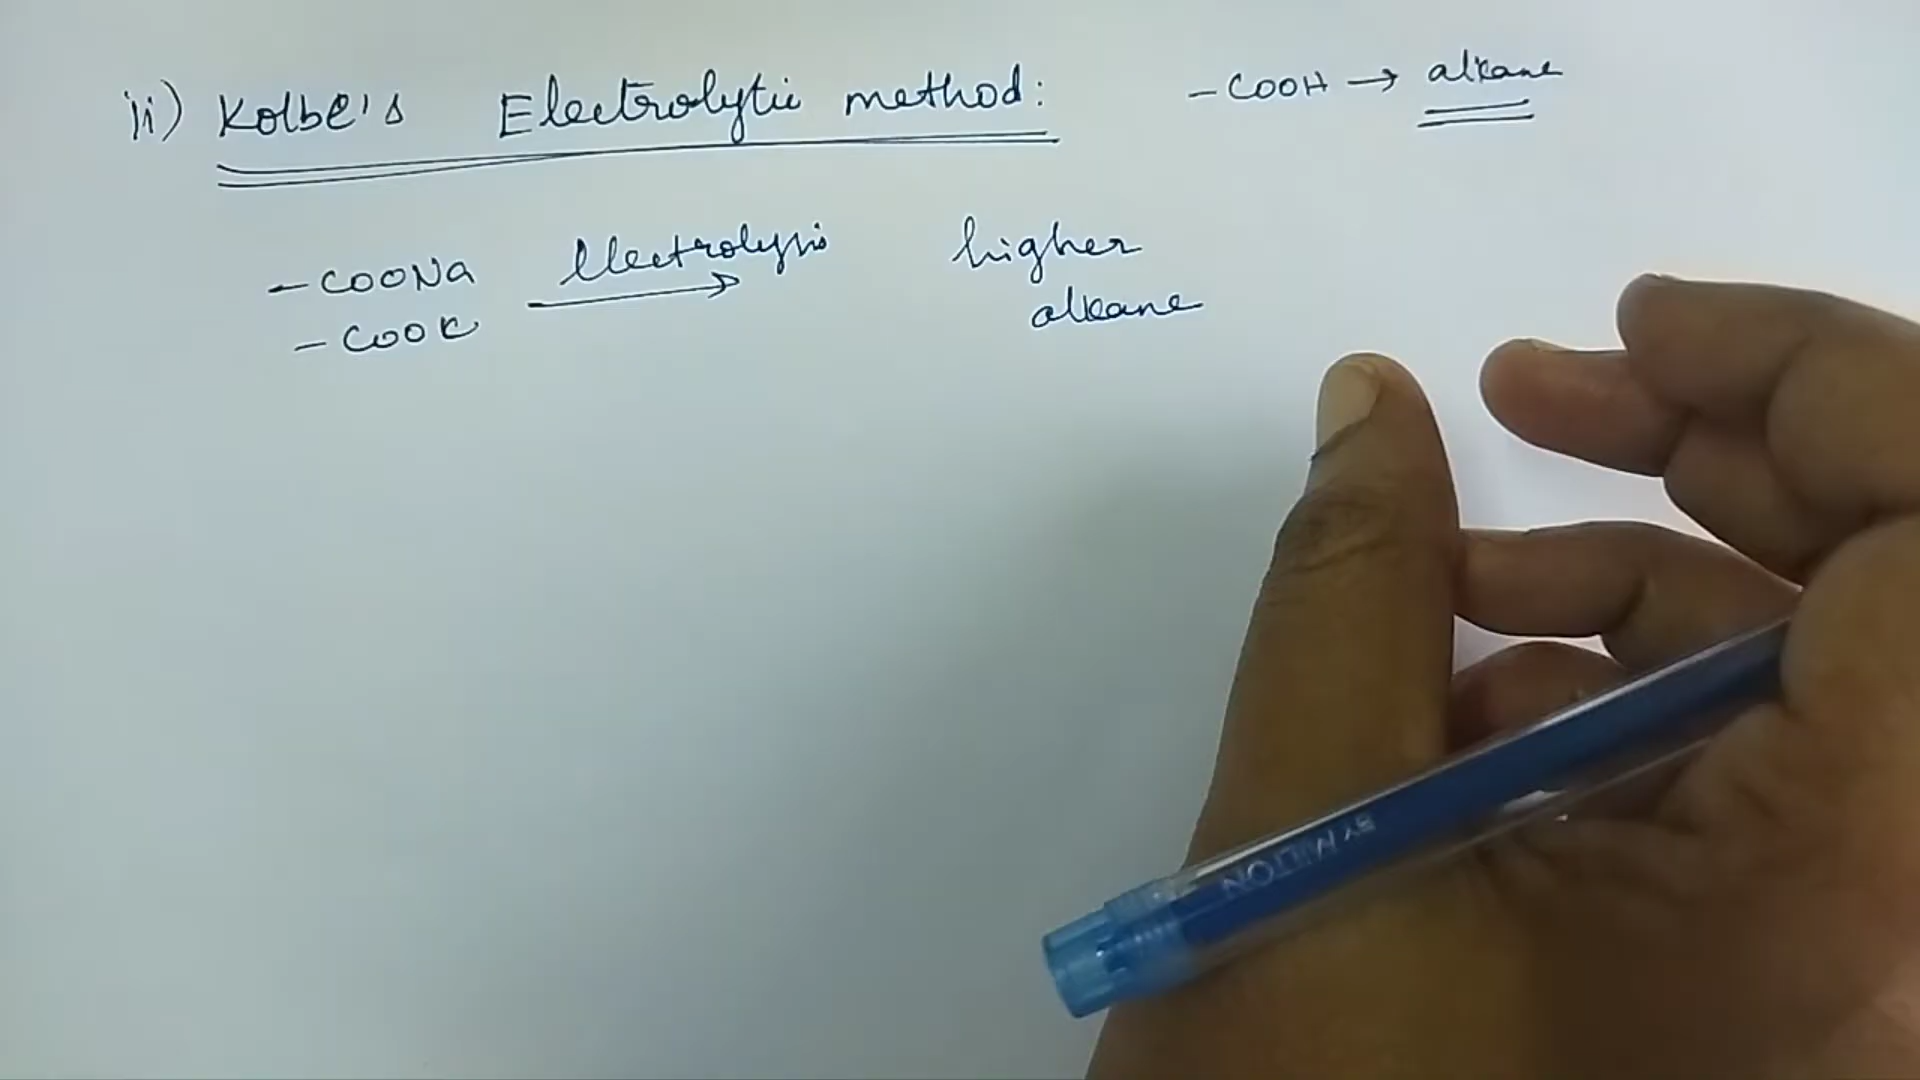 ii) Kolbe's Electrolytic method: -COOH → alkane
-COONa Electrolysis → higher
-COOK alkane
BY MILTON